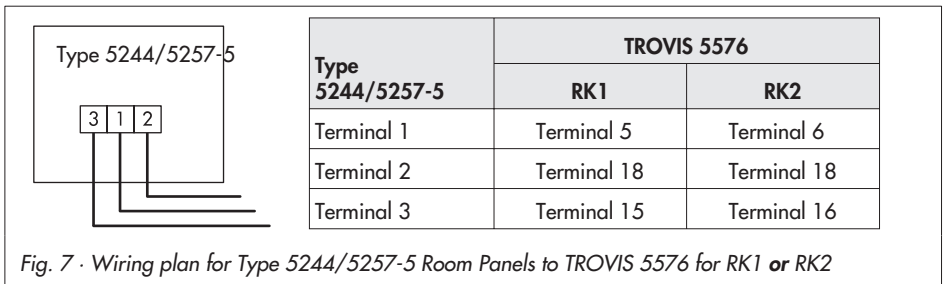 Type 5244/5257-5
3 1 2
Type
5244/5257-5
TROVIS 5576
RK1 RK2
Terminal 1 Terminal 5 Terminal 6
Terminal 2 Terminal 18 Terminal 18
Terminal 3 Terminal 15 Terminal 16
Fig. 7 · Wiring plan for Type 5244/5257-5 Room Panels to TROVIS 5576 for RK1 or RK2